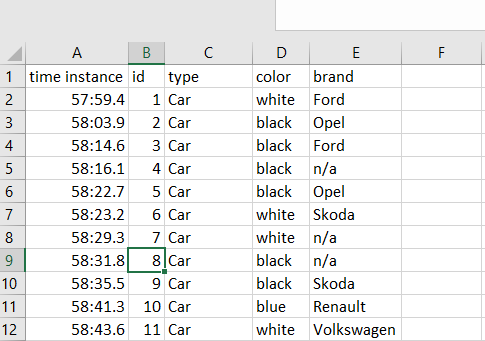 A B C D E F
1 time instance id type color brand
2 57:59.4 1 Car white Ford
3 58:03.9 2 Car black Opel
4 58:14.6 3 Car black Ford
5 58:16.1 4 Car black n/a
6 58:22.7 5 Car black Opel
7 58:23.2 6 Car white Skoda
8 58:29.3 7 Car white n/a
9 58:31.8 8 Car black n/a
10 58:35.5 9 Car black Skoda
11 58:41.3 10 Car blue Renault
12 58:43.6 11 Car white Volkswagen